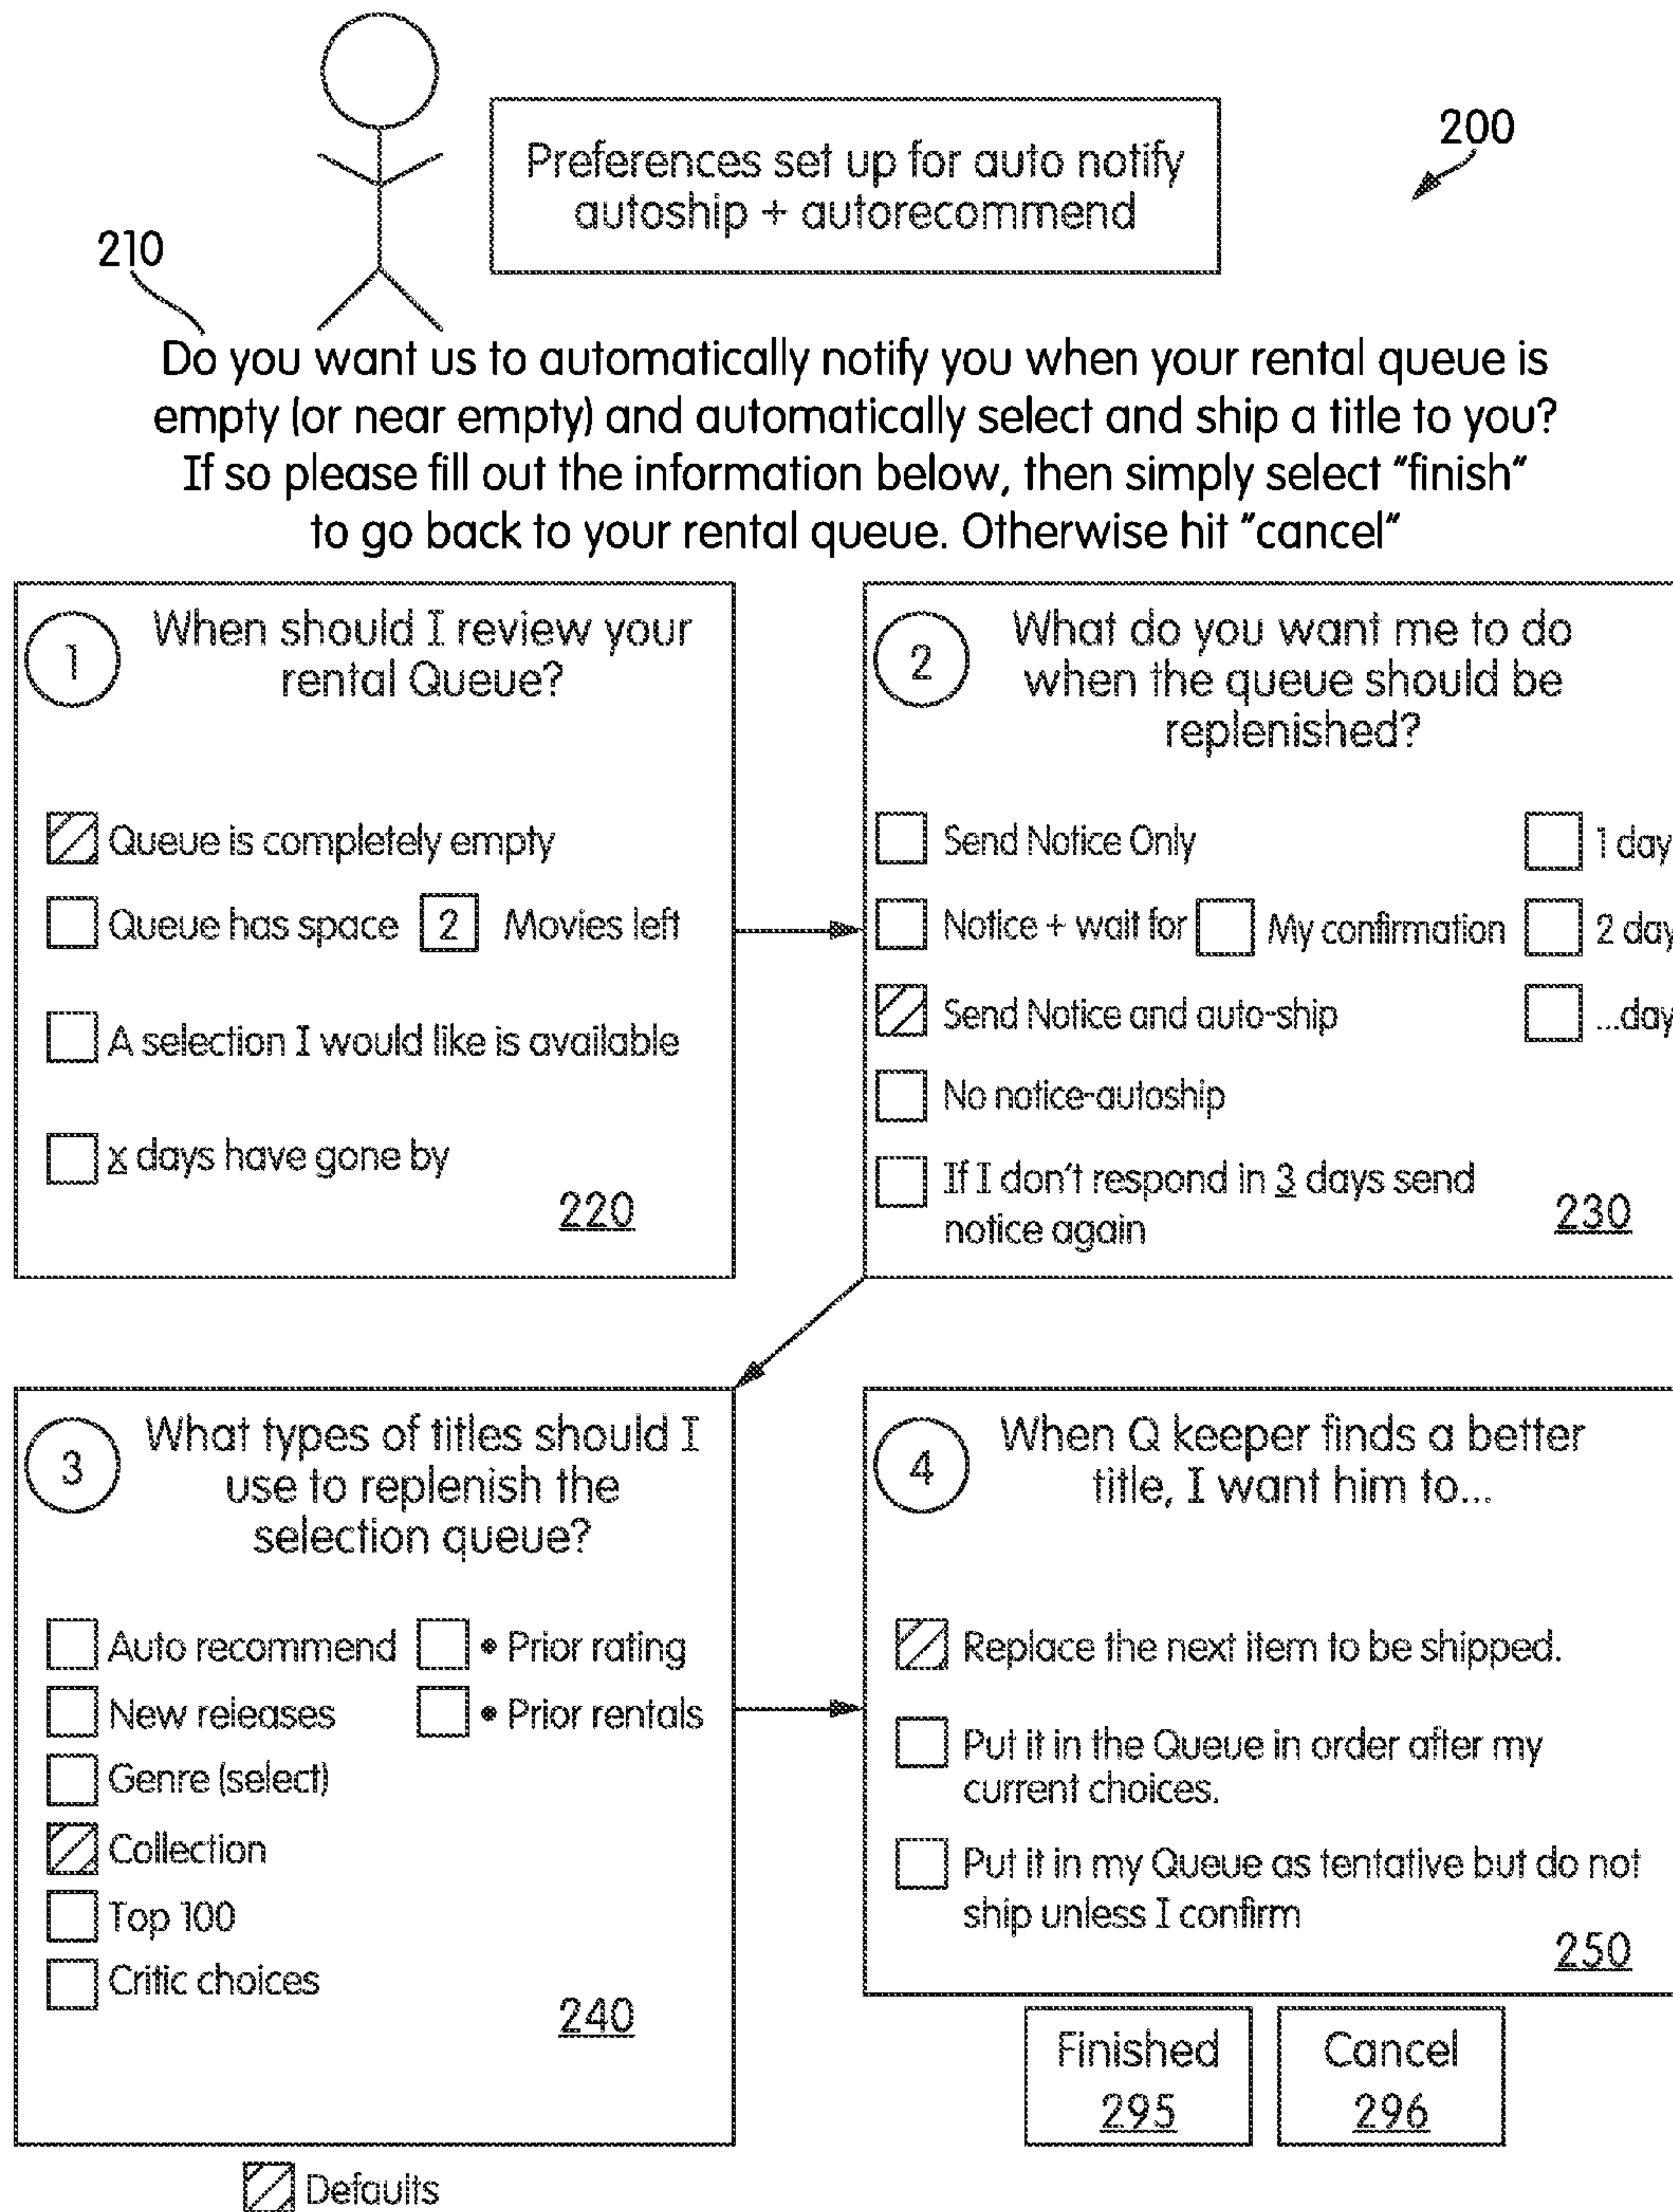 Preferences set up for auto notify
autoship + autorecommend
200
210
Do you want us to automatically notify you when your rental queue is
empty (or near empty) and automatically select and ship a title to you?
If so please fill out the information below, then simply select "finish"
to go back to your rental queue. Otherwise hit "cancel"
1
When should I review your
rental Queue?
Queue is completely empty
Queue has space 2 Movies left
A selection I would like is available
x days have gone by
220
2
What do you want me to do
when the queue should be
replenished?
Send Notice Only
1 day
Notice + wait for My confirmation
2 day
Send Notice and auto-ship
...day
No notice-autoship
If I don't respond in 3 days send
notice again
230
3
What types of titles should I
use to replenish the
selection queue?
Auto recommend • Prior rating
New releases • Prior rentals
Genre (select)
Collection
Top 100
Critic choices
240
4
When Q keeper finds a better
title, I want him to...
Replace the next item to be shipped.
Put it in the Queue in order after my
current choices.
Put it in my Queue as tentative but do not
ship unless I confirm
250
Finished
295
Cancel
296
Defaults